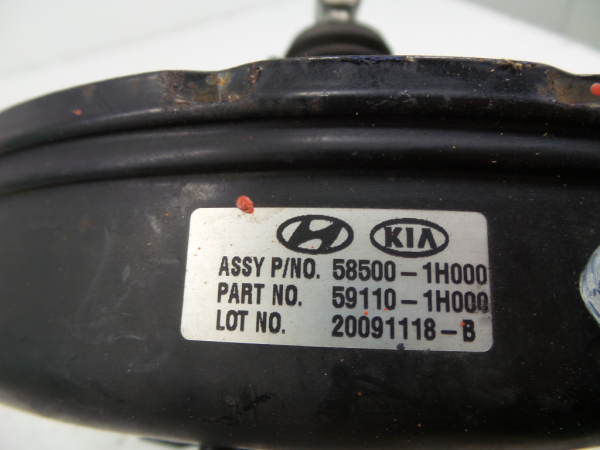 KIA
ASSY P/NO. 58500-1H000
PART NO. 59110-1H000
LOT NO. 20091118-B